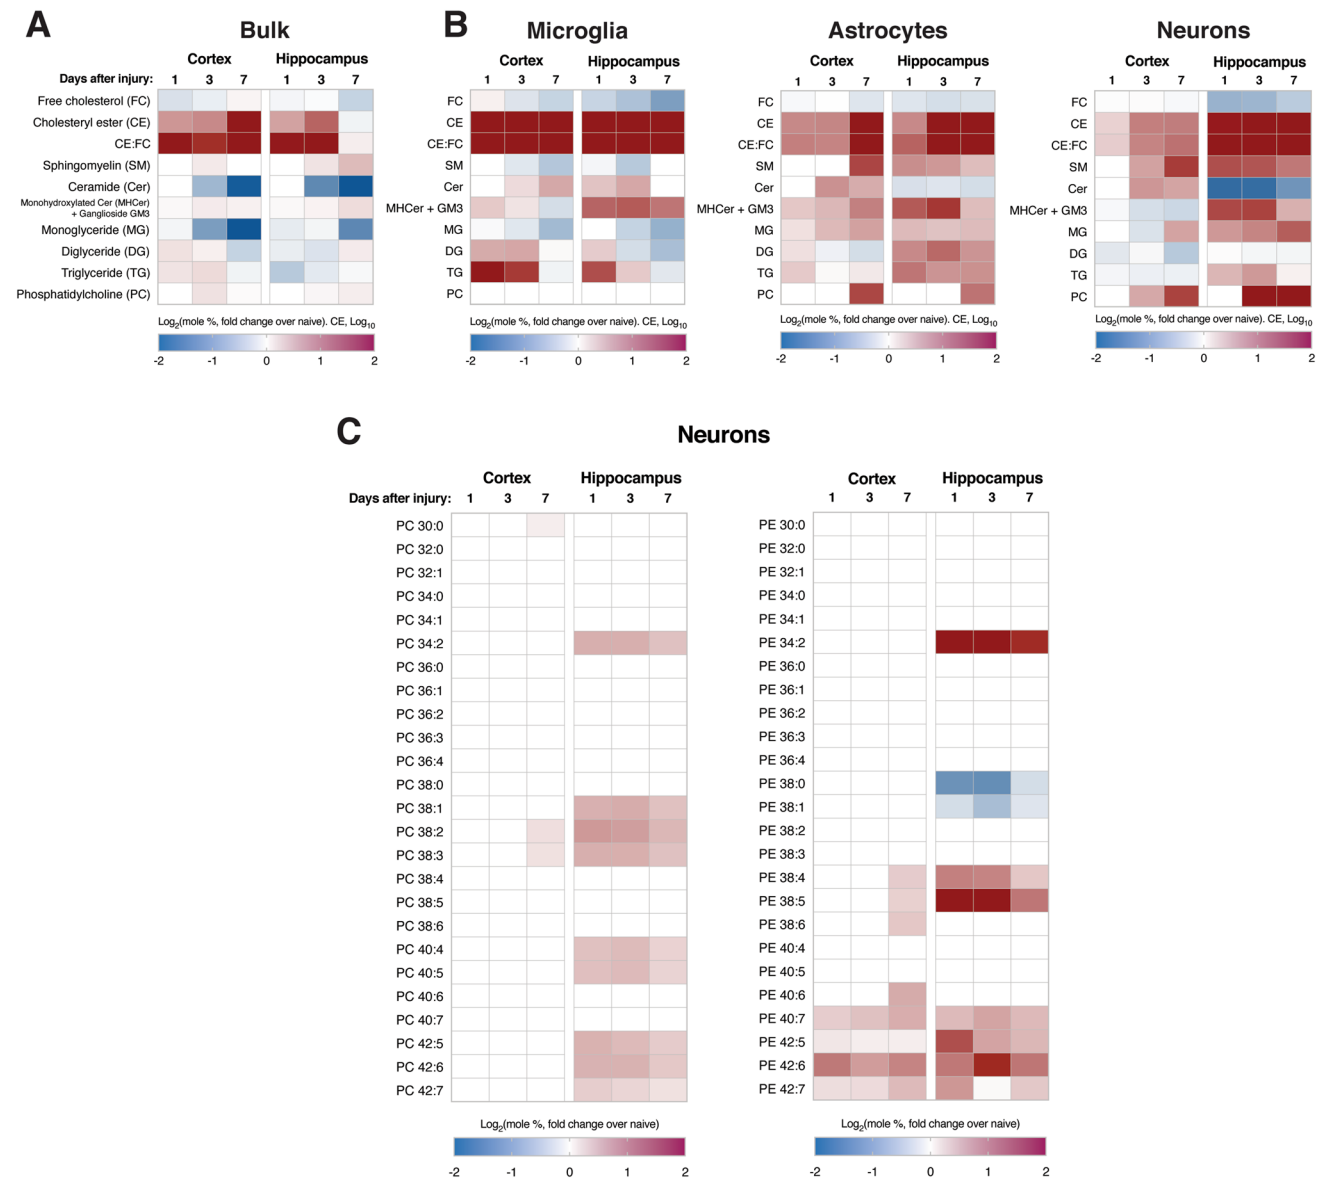 A
Bulk
Cortex Hippocampus
Days after injury: 1 3 7 1 3 7
Free cholesterol (FC)
Cholesteryl ester (CE)
CE:FC
Sphingomyelin (SM)
Ceramide (Cer)
Monohydroxylated Cer (MHCer)
+ Ganglioside GM3
Monoglyceride (MG)
Diglyceride (DG)
Triglyceride (TG)
Phosphatidylcholine (PC)
Log2(mole %, fold change over naive). CE, Log10
-2 -1 0 1 2
B
Microglia
Cortex Hippocampus
1 3 7 1 3 7
FC
CE
CE:FC
SM
Cer
MHCer + GM3
MG
DG
TG
PC
Log2(mole %, fold change over naive). CE, Log10
-2 -1 0 1 2
Astrocytes
Cortex Hippocampus
1 3 7 1 3 7
FC
CE
CE:FC
SM
Cer
MHCer + GM3
MG
DG
TG
PC
Log2(mole %, fold change over naive). CE, Log10
-2 -1 0 1 2
Neurons
Cortex Hippocampus
1 3 7 1 3 7
FC
CE
CE:FC
SM
Cer
MHCer + GM3
MG
DG
TG
PC
Log2(mole %, fold change over naive). CE, Log10
-2 -1 0 1 2
C
Neurons
Cortex Hippocampus
Days after injury: 1 3 7 1 3 7
PC 30:0
PC 32:0
PC 32:1
PC 34:0
PC 34:1
PC 34:2
PC 36:0
PC 36:1
PC 36:2
PC 36:3
PC 36:4
PC 38:0
PC 38:1
PC 38:2
PC 38:3
PC 38:4
PC 38:5
PC 38:6
PC 40:4
PC 40:5
PC 40:6
PC 40:7
PC 42:5
PC 42:6
PC 42:7
Log2(mole %, fold change over naive)
-2 -1 0 1 2
Cortex Hippocampus
1 3 7 1 3 7
PE 30:0
PE 32:0
PE 32:1
PE 34:0
PE 34:1
PE 34:2
PE 36:0
PE 36:1
PE 36:2
PE 36:3
PE 36:4
PE 38:0
PE 38:1
PE 38:2
PE 38:3
PE 38:4
PE 38:5
PE 38:6
PE 40:4
PE 40:5
PE 40:6
PE 40:7
PE 42:5
PE 42:6
PE 42:7
Log2(mole %, fold change over naive)
-2 -1 0 1 2